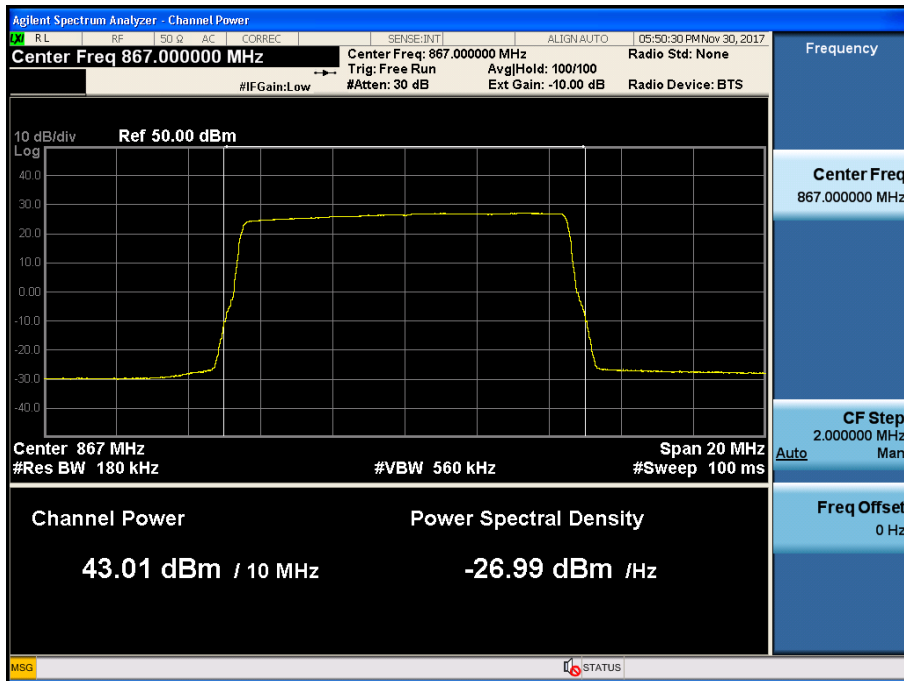 Agilent Spectrum Analyzer - Channel Power
LXI RL RF 50 Ω AC CORREC SENSE:INT ALIGN AUTO 05:50:30 PM Nov 30, 2017
Center Freq 867.000000 MHz
#IFGain:Low
Center Freq: 867.000000 MHz
Trig: Free Run Avg|Hold: 100/100
#Atten: 30 dB Ext Gain: -10.00 dB
Radio Std: None
Radio Device: BTS
10 dB/div Ref 50.00 dBm
Log
40.0
30.0
20.0
10.0
0.00
-10.0
-20.0
-30.0
-40.0
Center 867 MHz Span 20 MHz
#Res BW 180 kHz #VBW 560 kHz #Sweep 100 ms
Channel Power Power Spectral Density
43.01 dBm / 10 MHz -26.99 dBm /Hz
Frequency
Center Freq
867.000000 MHz
CF Step
2.000000 MHz
Auto Man
Freq Offset
0 Hz
MSG STATUS